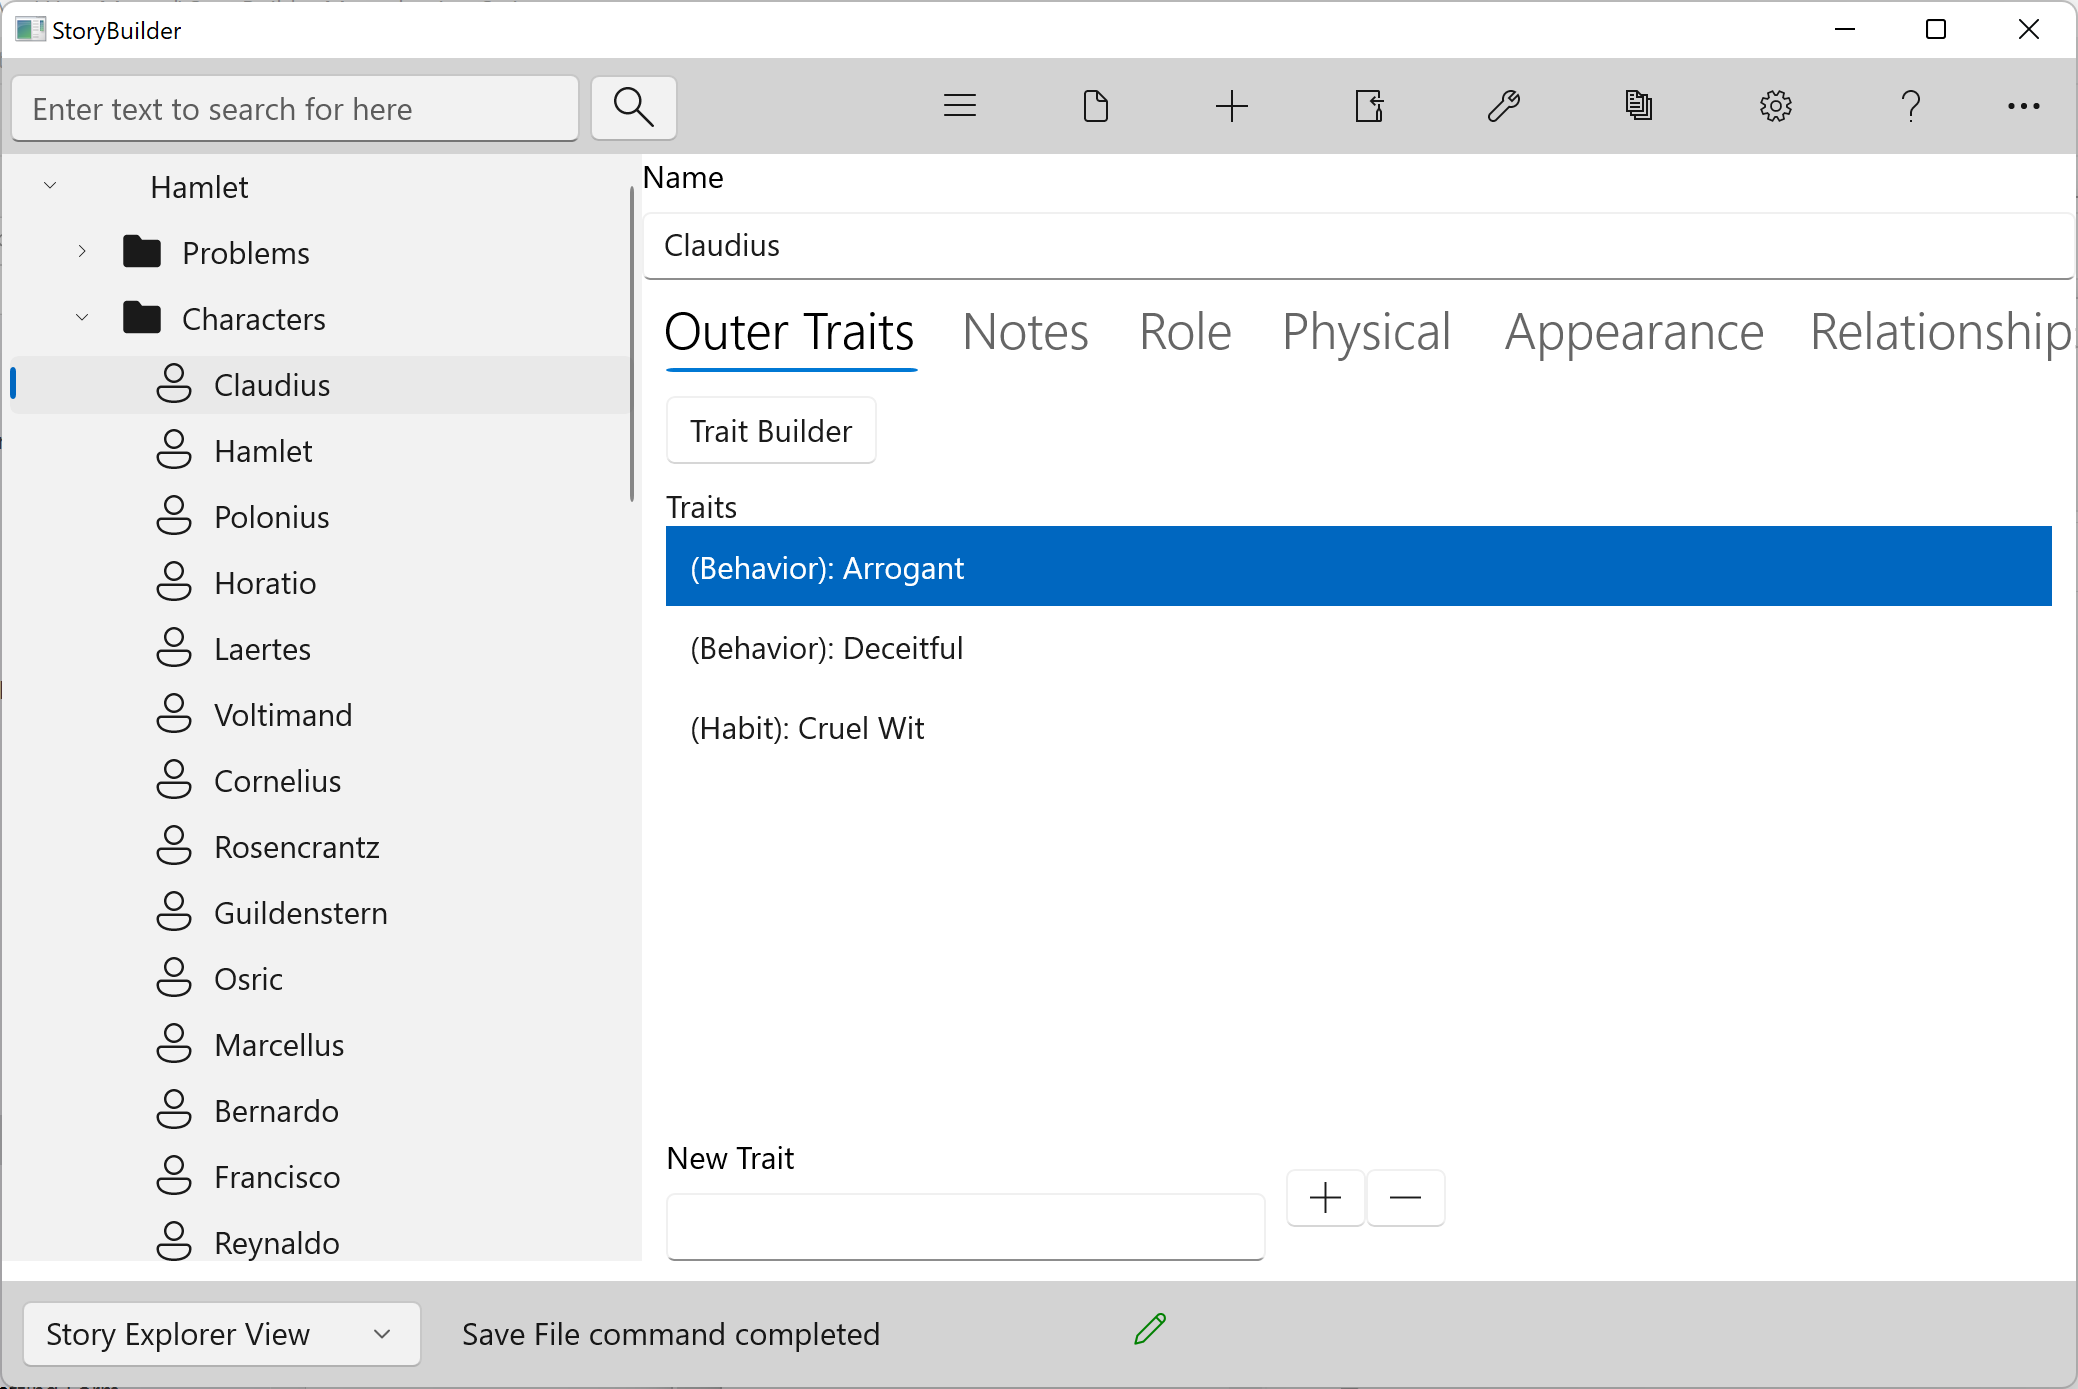 StoryBuilder
Enter text to search for here
Hamlet
Problems
Characters
Claudius
Hamlet
Polonius
Horatio
Laertes
Voltimand
Cornelius
Rosencrantz
Guildenstern
Osric
Marcellus
Bernardo
Francisco
Reynaldo
Name
Claudius
Outer Traits Notes Role Physical Appearance Relationship
Trait Builder
Traits
(Behavior): Arrogant
(Behavior): Deceitful
(Habit): Cruel Wit
New Trait
Story Explorer View
Save File command completed